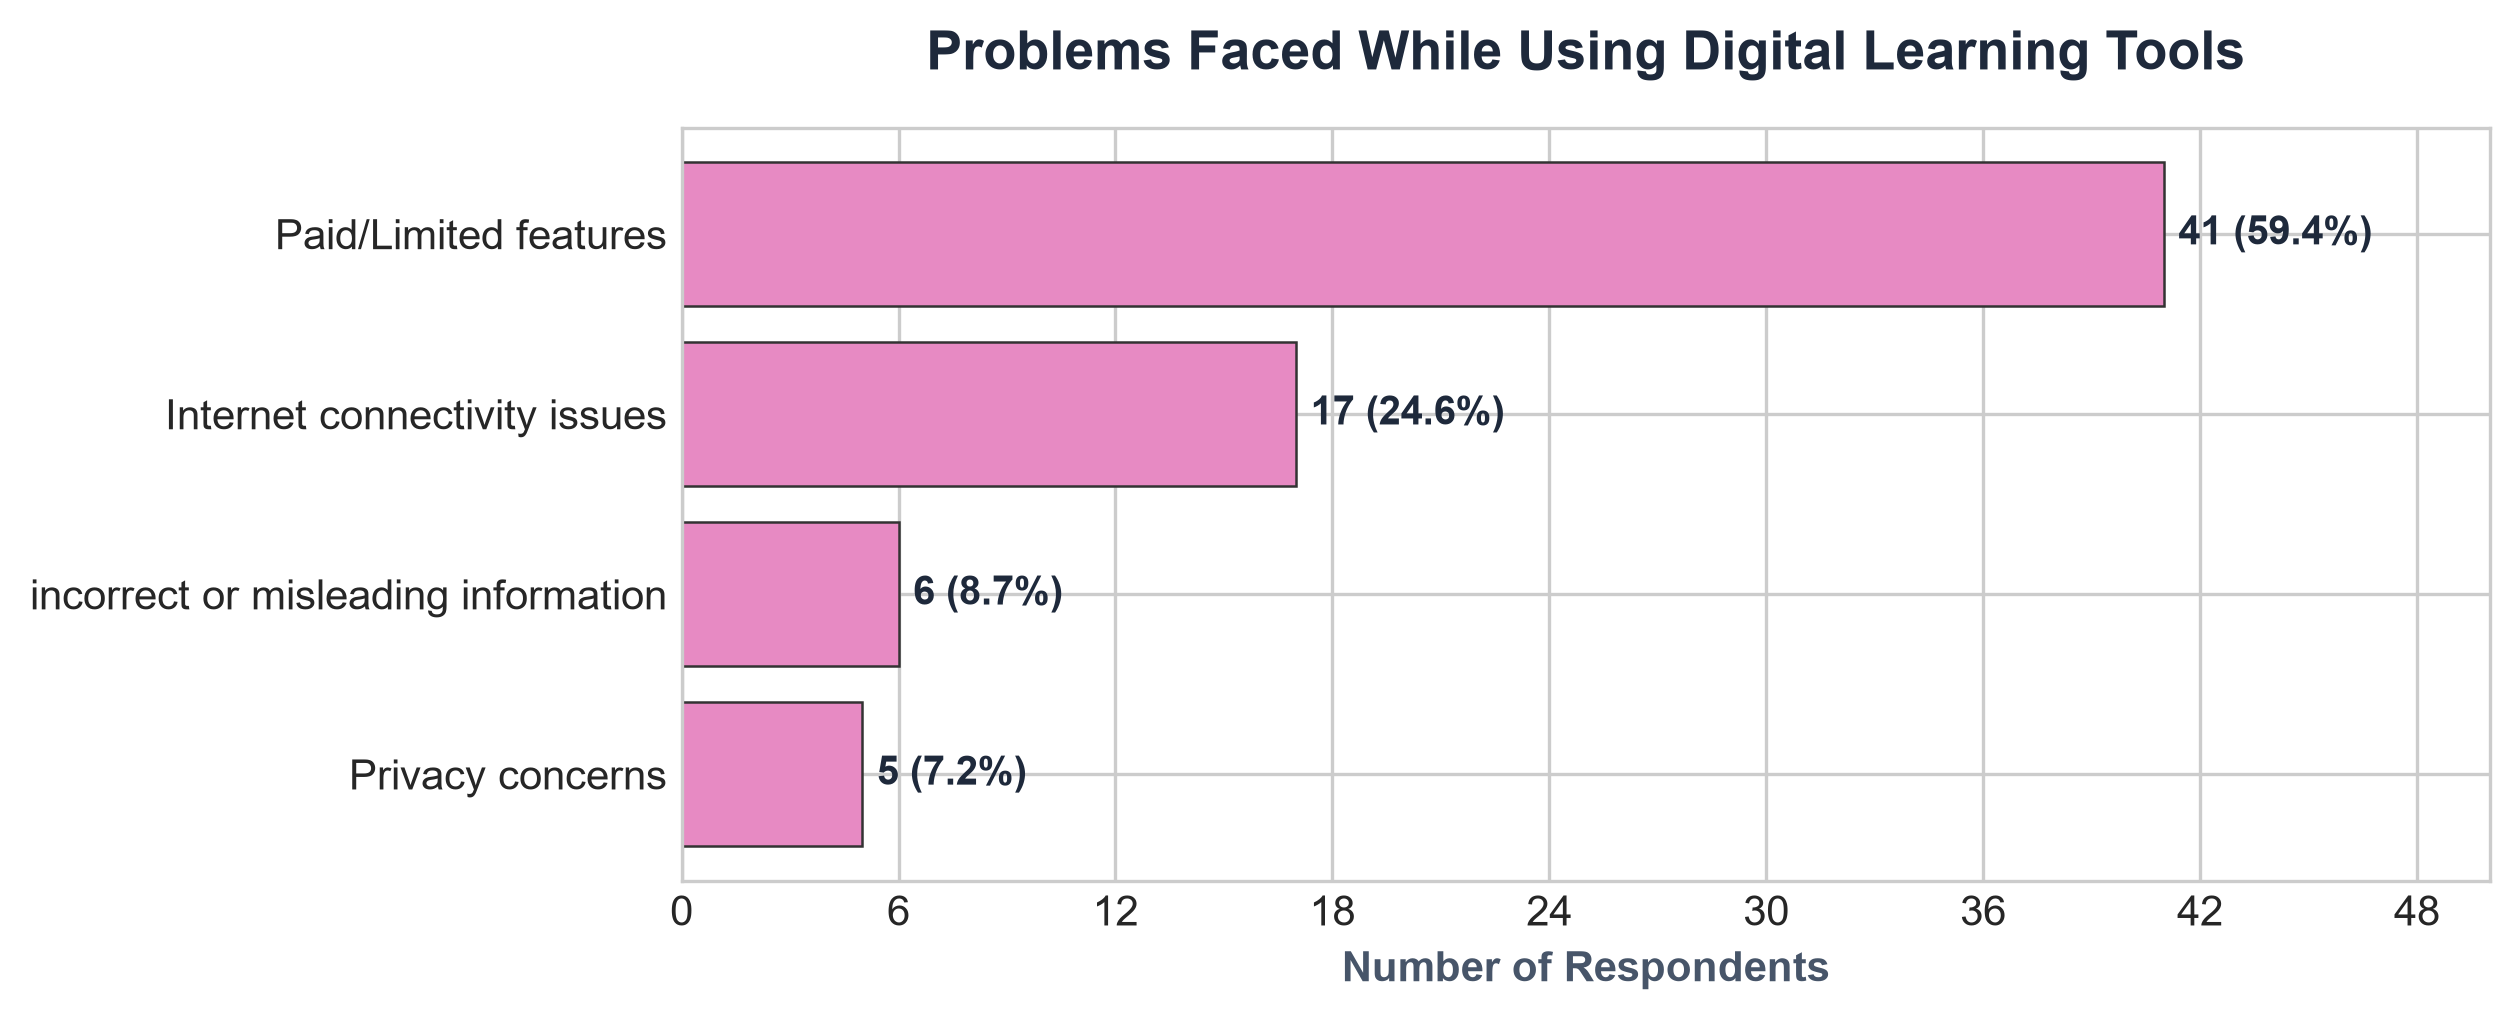 Problems Faced While Using Digital Learning Tools
Paid/Limited features
41 (59.4%)
Internet connectivity issues
17 (24.6%)
incorrect or misleading information
6 (8.7%)
Privacy concerns
5 (7.2%)
0 6 12 18 24 30 36 42 48
Number of Respondents